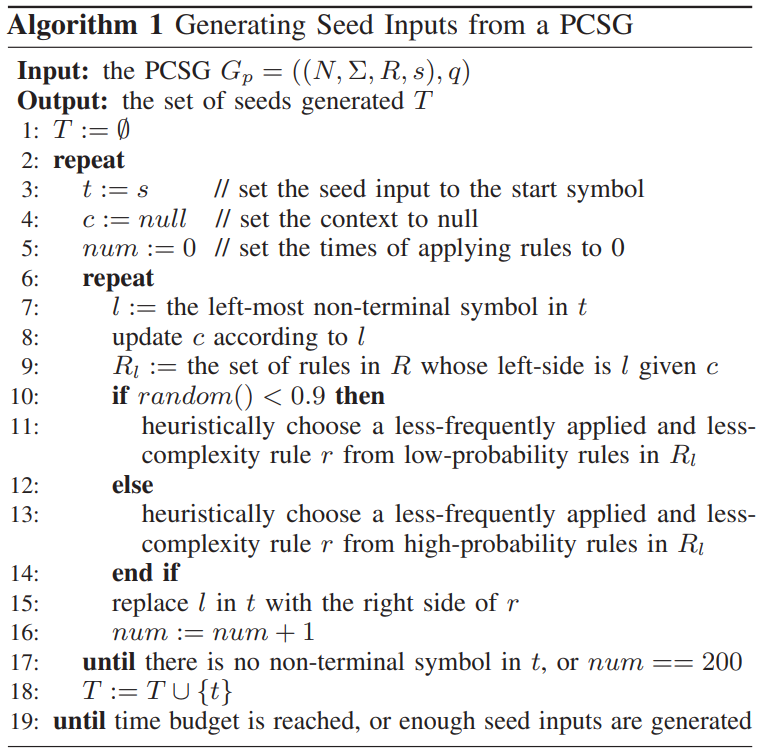 Algorithm 1 Generating Seed Inputs from a PCSG
Input: the PCSG G_p = ((N, Σ, R, s), q)
Output: the set of seeds generated T
1: T := ∅
2: repeat
3: t := s // set the seed input to the start symbol
4: c := null // set the context to null
5: num := 0 // set the times of applying rules to 0
6: repeat
7: l := the left-most non-terminal symbol in t
8: update c according to l
9: R_l := the set of rules in R whose left-side is l given c
10: if random() < 0.9 then
11: heuristically choose a less-frequently applied and less-
complexity rule r from low-probability rules in R_l
12: else
13: heuristically choose a less-frequently applied and less-
complexity rule r from high-probability rules in R_l
14: end if
15: replace l in t with the right side of r
16: num := num + 1
17: until there is no non-terminal symbol in t, or num == 200
18: T := T ∪ {t}
19: until time budget is reached, or enough seed inputs are generated